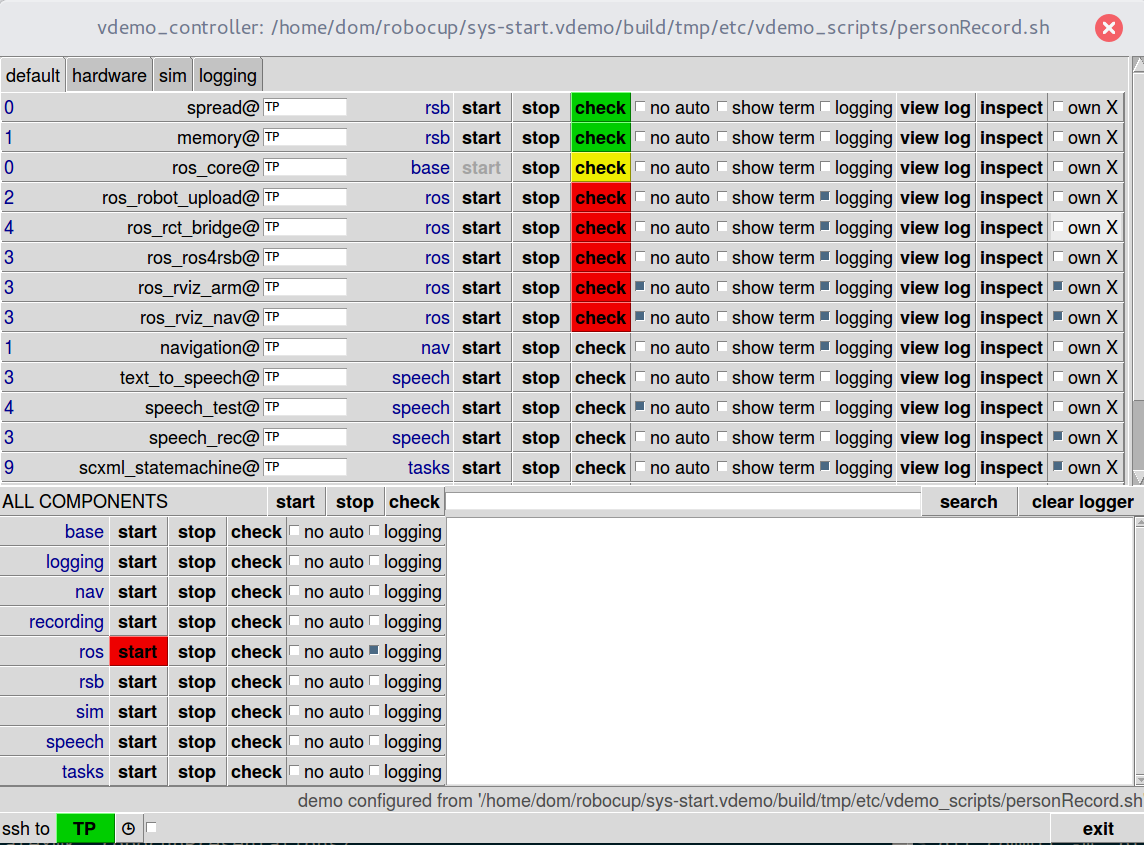 vdemo_controller: /home/dom/robocup/sys-start.vdemo/build/tmp/etc/vdemo_scripts/personRecord.sh
default hardware sim logging
0 spread@ TP rsb start stop check no auto show term logging view log inspect own X
1 memory@ TP rsb start stop check no auto show term logging view log inspect own X
0 ros_core@ TP base start stop check no auto show term logging view log inspect own X
2 ros_robot_upload@ TP ros start stop check no auto show term logging view log inspect own X
4 ros_rct_bridge@ TP ros start stop check no auto show term logging view log inspect own X
3 ros_ros4rsb@ TP ros start stop check no auto show term logging view log inspect own X
3 ros_rviz_arm@ TP ros start stop check no auto show term logging view log inspect own X
3 ros_rviz_nav@ TP ros start stop check no auto show term logging view log inspect own X
1 navigation@ TP nav start stop check no auto show term logging view log inspect own X
3 text_to_speech@ TP speech start stop check no auto show term logging view log inspect own X
4 speech_test@ TP speech start stop check no auto show term logging view log inspect own X
3 speech_rec@ TP speech start stop check no auto show term logging view log inspect own X
9 scxml_statemachine@ TP tasks start stop check no auto show term logging view log inspect own X
ALL COMPONENTS start stop check search clear logger
base start stop check no auto logging
logging start stop check no auto logging
nav start stop check no auto logging
recording start stop check no auto logging
ros start stop check no auto logging
rsb start stop check no auto logging
sim start stop check no auto logging
speech start stop check no auto logging
tasks start stop check no auto logging
demo configured from '/home/dom/robocup/sys-start.vdemo/build/tmp/etc/vdemo_scripts/personRecord.sh
ssh to TP exit